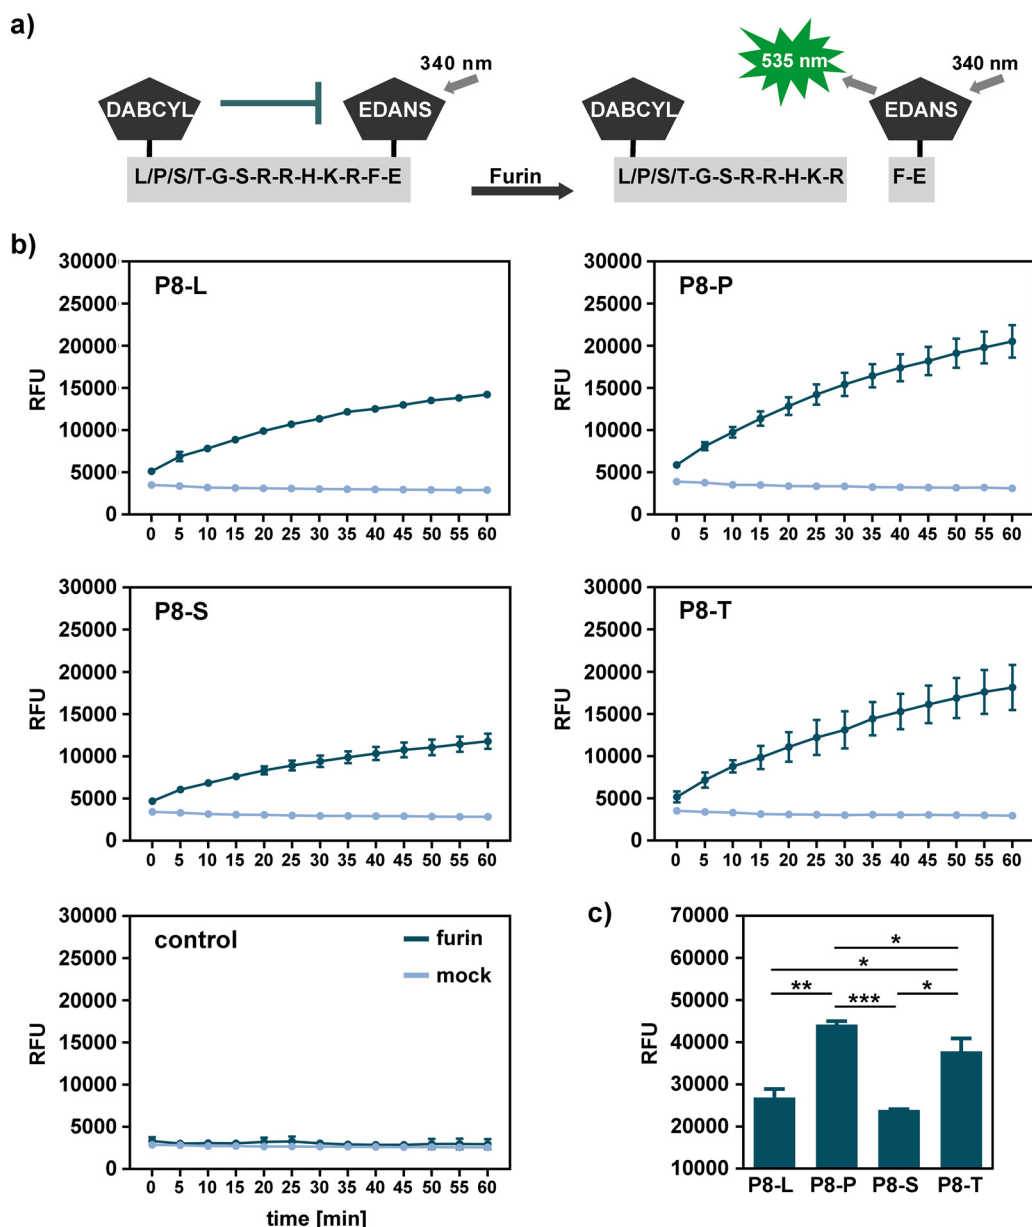 a)
340 nm
535 nm
340 nm
DABCYL
EDANS
DABCYL
EDANS
L/P/S/T-G-S-R-R-H-K-R-F-E
Furin
L/P/S/T-G-S-R-R-H-K-R
F-E
b)
30000
25000
20000
15000
10000
5000
0
RFU
P8-L
0 5 10 15 20 25 30 35 40 45 50 55 60
30000
25000
20000
15000
10000
5000
0
RFU
P8-P
0 5 10 15 20 25 30 35 40 45 50 55 60
30000
25000
20000
15000
10000
5000
0
RFU
P8-S
0 5 10 15 20 25 30 35 40 45 50 55 60
30000
25000
20000
15000
10000
5000
0
RFU
P8-T
0 5 10 15 20 25 30 35 40 45 50 55 60
30000
25000
20000
15000
10000
5000
0
RFU
control
furin
mock
0 5 10 15 20 25 30 35 40 45 50 55 60
time [min]
c)
70000
60000
50000
40000
30000
20000
10000
RFU
*
*
** *** *
P8-L P8-P P8-S P8-T